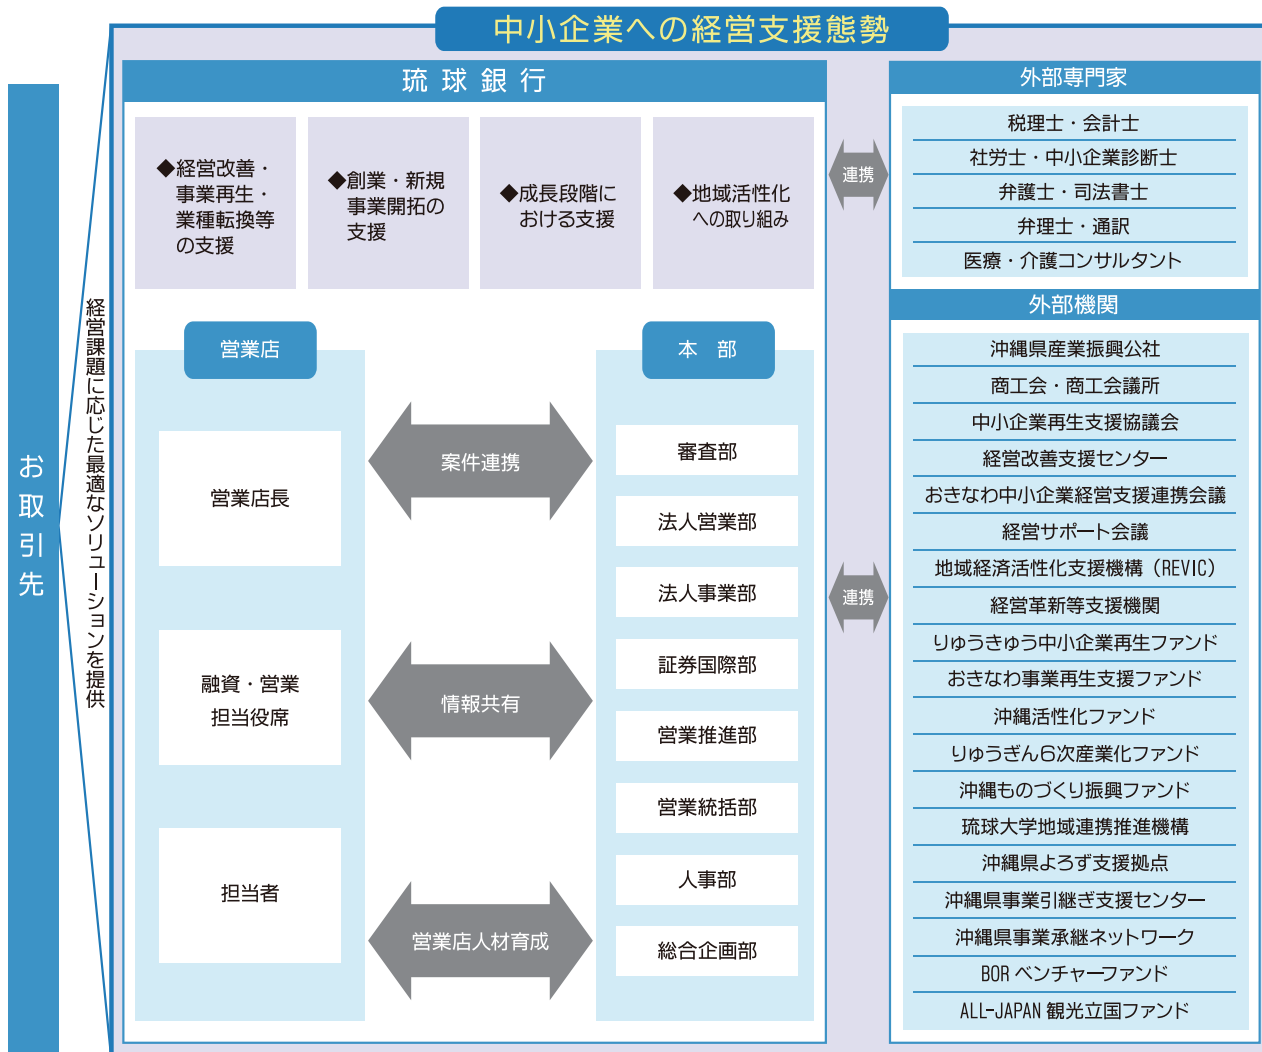 中小企業への経営支援態勢
お取引先
経営課題に応じた最適なソリューションを提供
琉球銀行
◆経営改善・
事業再生・
業種転換等
の支援
◆創業・新規
事業開拓の
支援
◆成長段階に
おける支援
◆地域活性化
への取り組み
営業店
営業店長
融資・営業
担当役席
担当者
案件連携
情報共有
営業店人材育成
本 部
審査部
法人営業部
法人事業部
証券国際部
営業推進部
営業統括部
人事部
総合企画部
連携
連携
外部専門家
税理士・会計士
社労士・中小企業診断士
弁護士・司法書士
弁理士・通訳
医療・介護コンサルタント
外部機関
沖縄県産業振興公社
商工会・商工会議所
中小企業再生支援協議会
経営改善支援センター
おきなわ中小企業経営支援連携会議
経営サポート会議
地域経済活性化支援機構（REVIC）
経営革新等支援機関
りゅうきゅう中小企業再生ファンド
おきなわ事業再生支援ファンド
沖縄活性化ファンド
りゅうぎん6次産業化ファンド
沖縄ものづくり振興ファンド
琉球大学地域連携推進機構
沖縄県よろず支援拠点
沖縄県事業引継ぎ支援センター
沖縄県事業承継ネットワーク
BOR ベンチャーファンド
ALL-JAPAN 観光立国ファンド